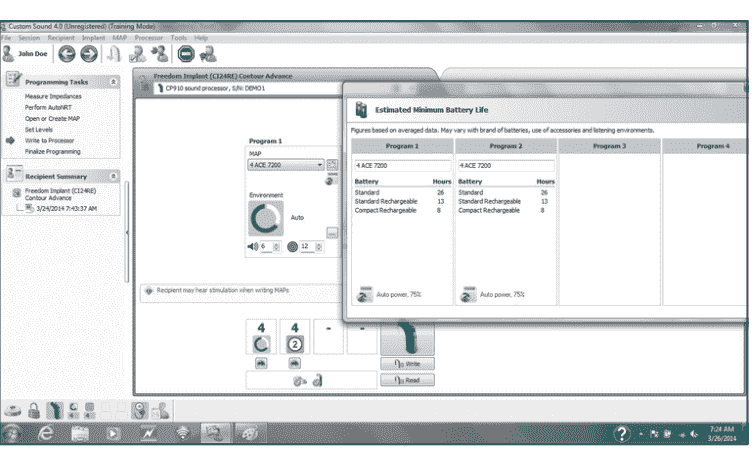 Custom Sound 4.0 (Unregistered) (Training Mode)
File Session Recipient Implant MAP Processor Tools Help
John Doe
Programming Tasks
Measure Impedances
Perform AutoNRT
Open or Create MAP
Set Levels
Write to Processor
Finalize Programming
Recipient Summary
Freedom Implant (CI24RE)
Contour Advance
3/24/2014 7:43:37 AM
Freedom Implant (CI24RE) Contour Advance
CP910 sound processor, S/N: DEMO1
Program 1
MAP
4 ACE 7200
Environment
Auto
6 12
Recipient may hear stimulation when writing MAPs
4 4 - -
2
Write
Read
Estimated Minimum Battery Life
Figures based on averaged data. May vary with brand of batteries, use of accessories and listening environments.
Program 1 Program 2 Program 3 Program 4
4 ACE 7200 4 ACE 7200
Battery Hours Battery Hours
Standard 26 Standard 26
Standard Rechargeable 13 Standard Rechargeable 13
Compact Rechargeable 8 Compact Rechargeable 8
Auto power, 75% Auto power, 75%
7:24 AM
3/26/2014